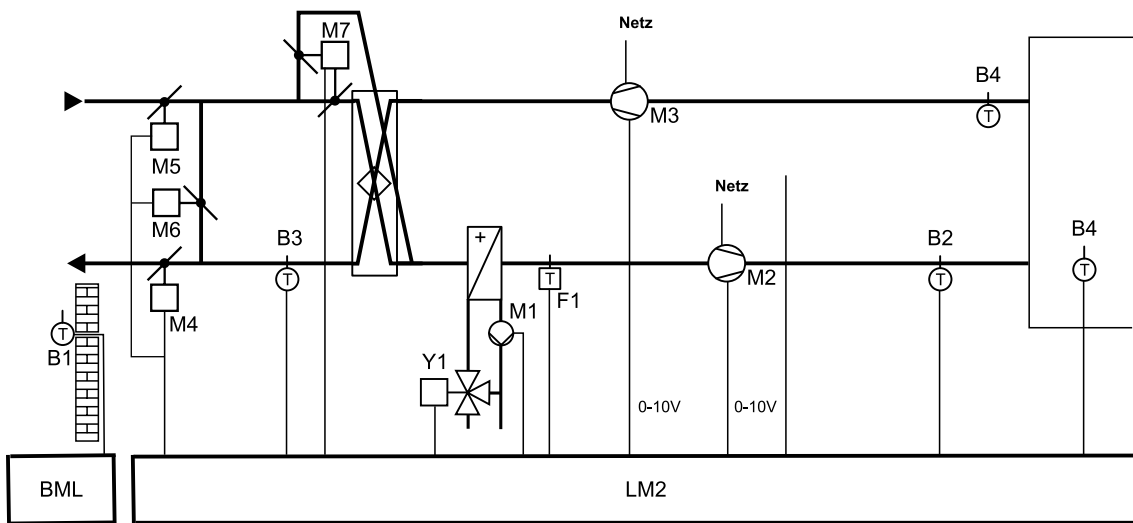 Netz
M7
B4
M3
T
M5
Netz
M6
B3
B2
B4
+
T
T
T
T
M2
F1
M4
M1
T
B1
Y1
0-10V
0-10V
BML
LM2